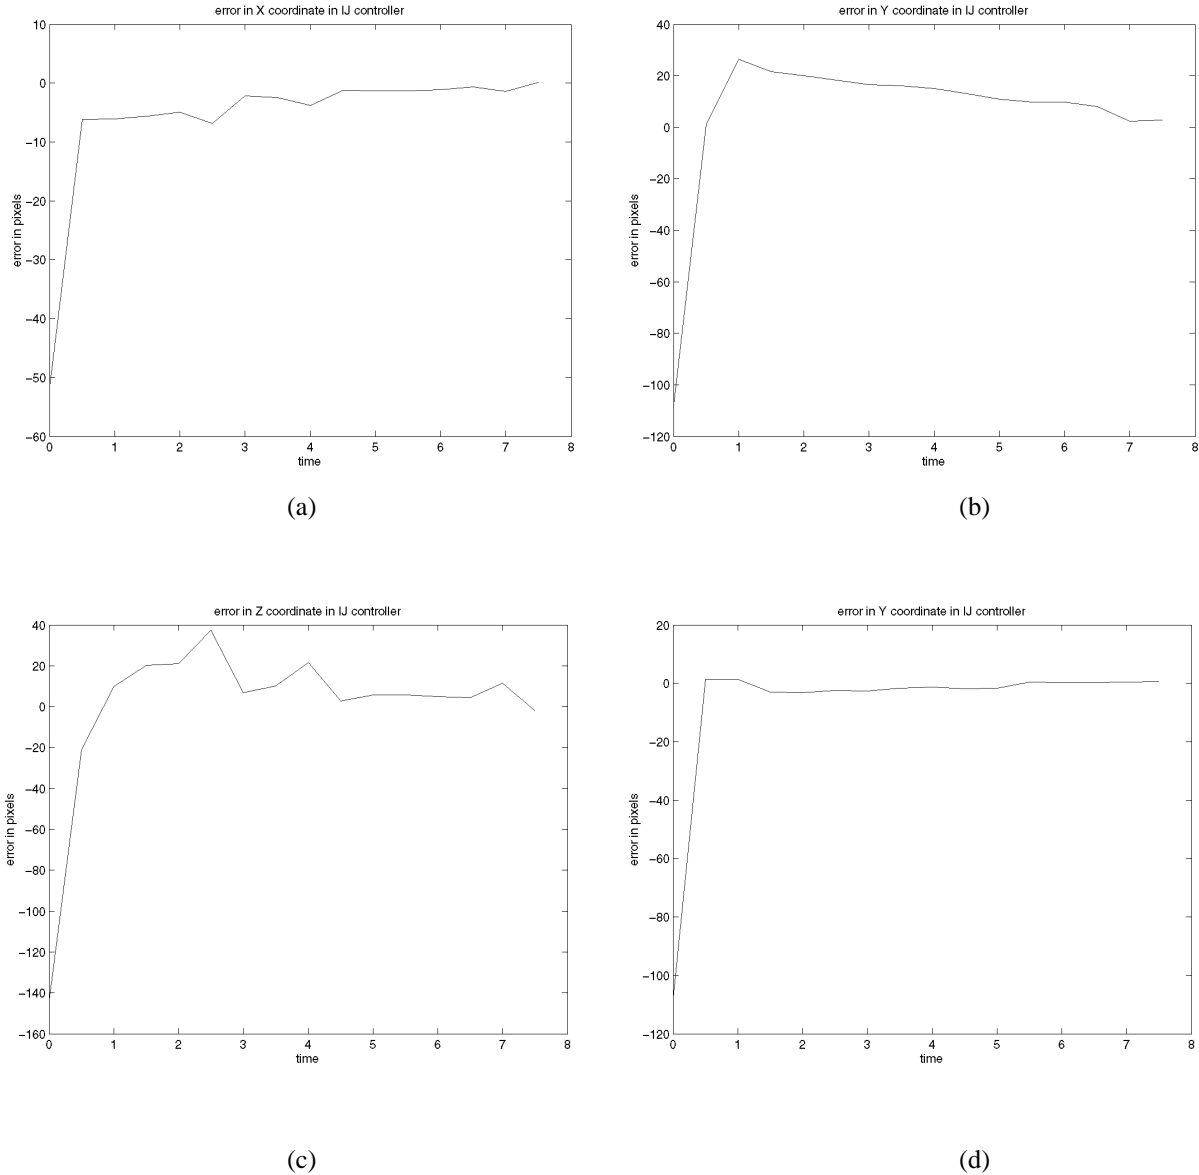 error in X coordinate in IJ controller
10
0
−10
−20
−30
−40
−50
−60
error in pixels
0 1 2 3 4 5 6 7 8
time
(a)
error in Y coordinate in IJ controller
40
20
0
−20
−40
−60
−80
−100
−120
error in pixels
0 1 2 3 4 5 6 7 8
time
(b)
error in Z coordinate in IJ controller
40
20
0
−20
−40
−60
−80
−100
−120
−140
−160
error in pixels
0 1 2 3 4 5 6 7 8
time
(c)
error in Y coordinate in IJ controller
20
0
−20
−40
−60
−80
−100
−120
error in pixels
0 1 2 3 4 5 6 7 8
time
(d)